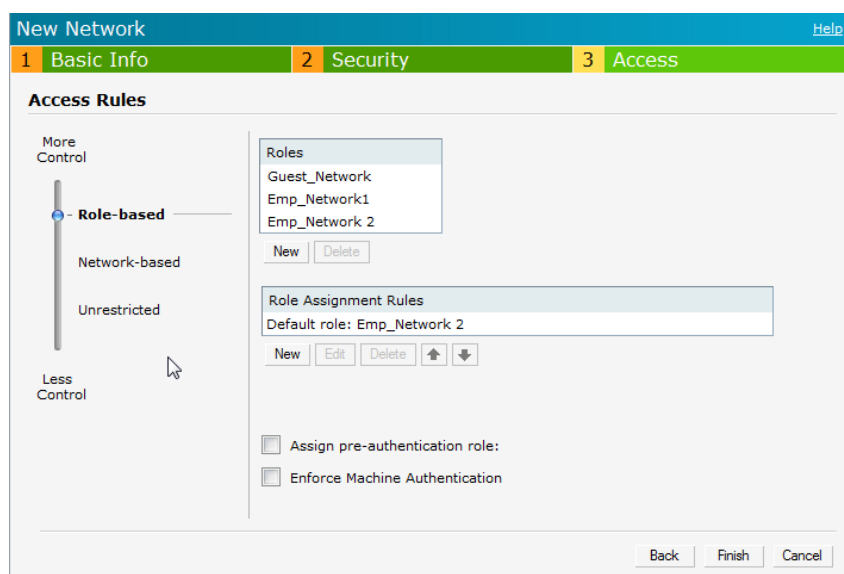 New Network Help
1 Basic Info 2 Security 3 Access
Access Rules
More
Control
Role-based
Network-based
Unrestricted
Less
Control
Roles
Guest_Network
Emp_Network1
Emp_Network 2
New Delete
Role Assignment Rules
Default role: Emp_Network 2
New Edit Delete
Assign pre-authentication role:
Enforce Machine Authentication
Back Finish Cancel